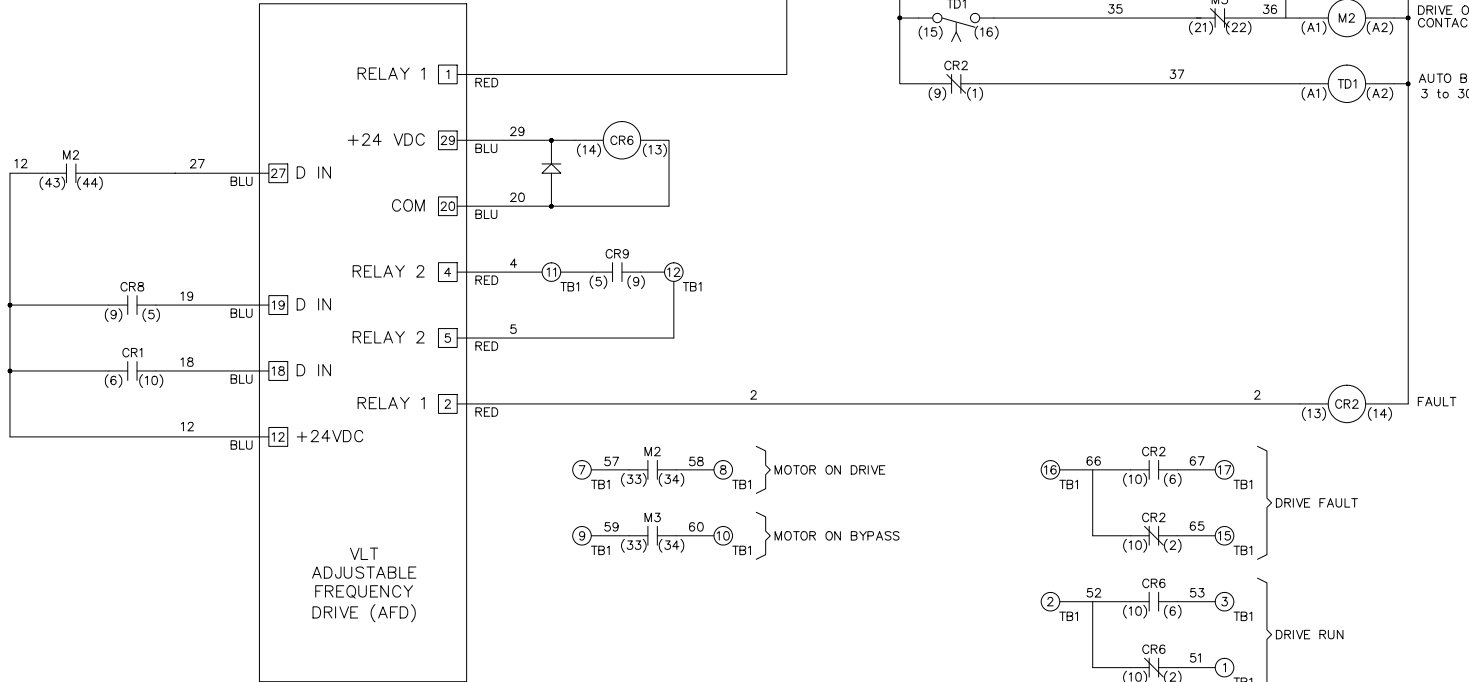 TD1
(15) (16)
35
M3
(21) (22)
36
(A1) M2 (A2)
DRIVE O
CONTAC
RELAY 1 1 RED
CR2
(9) (1)
37
(A1) TD1 (A2)
AUTO B
3 to 30
+24 VDC 29 29 BLU
(14) CR6 (13)
12
M2
(43) (44)
27
BLU
27 D IN
COM 20 20 BLU
RELAY 2 4 4 RED
11 TB1
CR9
(5) (9)
12 TB1
CR8
(9) (5)
19
BLU
19 D IN
RELAY 2 5 5 RED
CR1
(6) (10)
18
BLU
18 D IN
RELAY 1 2 RED
2
2
(13) CR2 (14)
FAULT
12
BLU
12 +24VDC
7 TB1 57
M2
(33) (34)
58 8 TB1
MOTOR ON DRIVE
16 TB1 66
CR2
(10) (6)
67 17 TB1
DRIVE FAULT
9 TB1 59
M3
(33) (34)
60 10 TB1
MOTOR ON BYPASS
CR2
(10) (2)
65 15 TB1
VLT
ADJUSTABLE
FREQUENCY
DRIVE (AFD)
2 TB1 52
CR6
(10) (6)
53 3 TB1
DRIVE RUN
CR6
(10) (2)
51 1 TB1